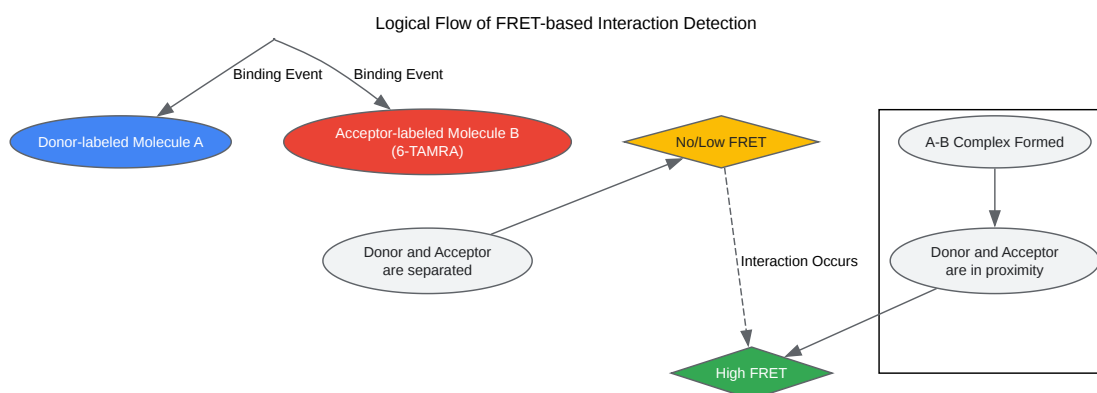 Logical Flow of FRET-based Interaction Detection
Binding Event
Binding Event
Donor-labeled Molecule A
Acceptor-labeled Molecule B
(6-TAMRA)
No/Low FRET
A-B Complex Formed
Donor and Acceptor
are separated
Interaction Occurs
Donor and Acceptor
are in proximity
High FRET